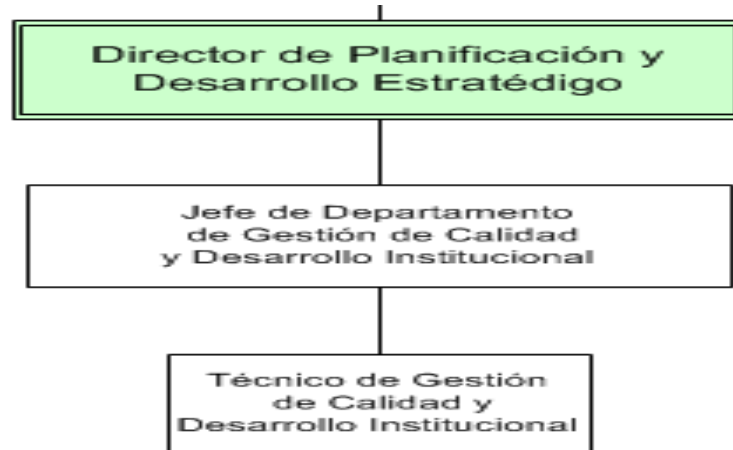 Director de Planificación y
Desarrollo Estratédigo
Jefe de Departamento
de Gestión de Calidad
y Desarrollo Institucional
Técnico de Gestión
de Calidad y
Desarrollo Institucional